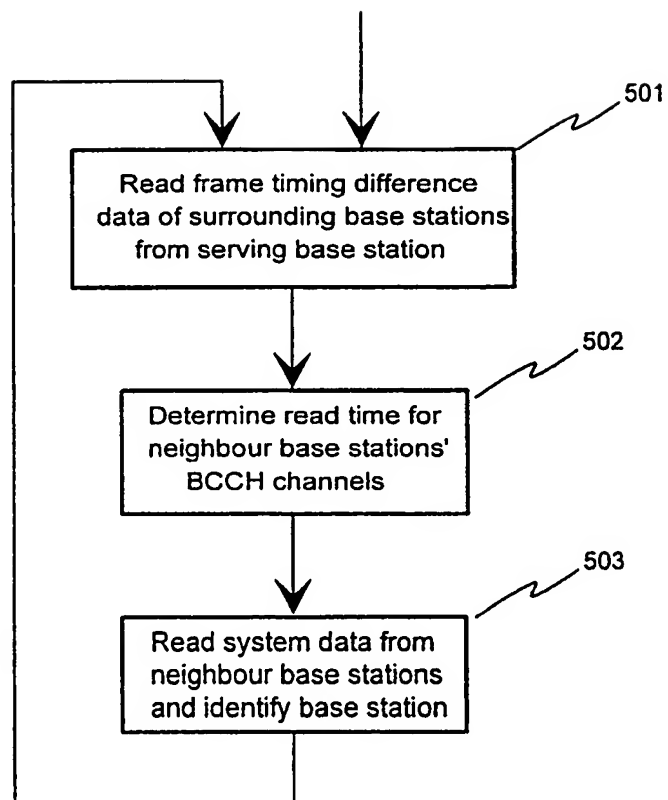 501
Read frame timing difference
data of surrounding base stations
from serving base station
502
Determine read time for
neighbour base stations'
BCCH channels
503
Read system data from
neighbour base stations
and identify base station